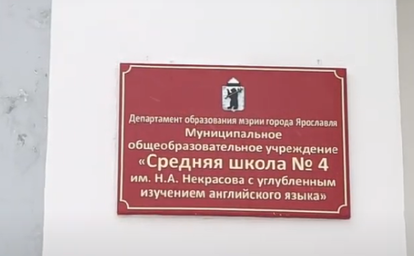 Департамент образования мэрии города Ярославля
Муниципальное
общеобразовательное учреждение
«Средняя школа № 4
им. Н.А. Некрасова с углубленным
изучением английского языка»